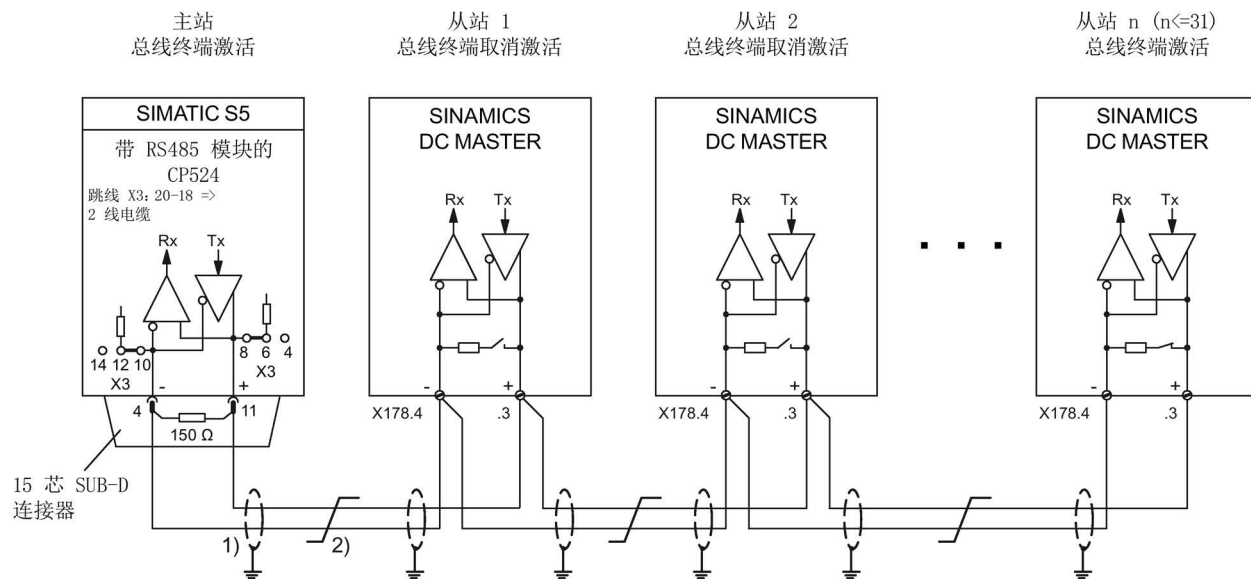 主站
总线终端激活
从站 1
总线终端取消激活
从站 2
总线终端取消激活
从站 n (n<=31)
总线终端激活
SIMATIC S5
带 RS485 模块的
CP524
跳线 X3: 20-18 =>
2 线电缆
Rx
Tx
14 12 10
X3
8 6 4
X3
-
+
4
11
150 Ω
15 芯 SUB-D
连接器
SINAMICS
DC MASTER
Rx
Tx
-
+
X178.4
.3
SINAMICS
DC MASTER
Rx
Tx
-
+
X178.4
.3
SINAMICS
DC MASTER
Rx
Tx
-
+
X178.4
.3
1)
2)